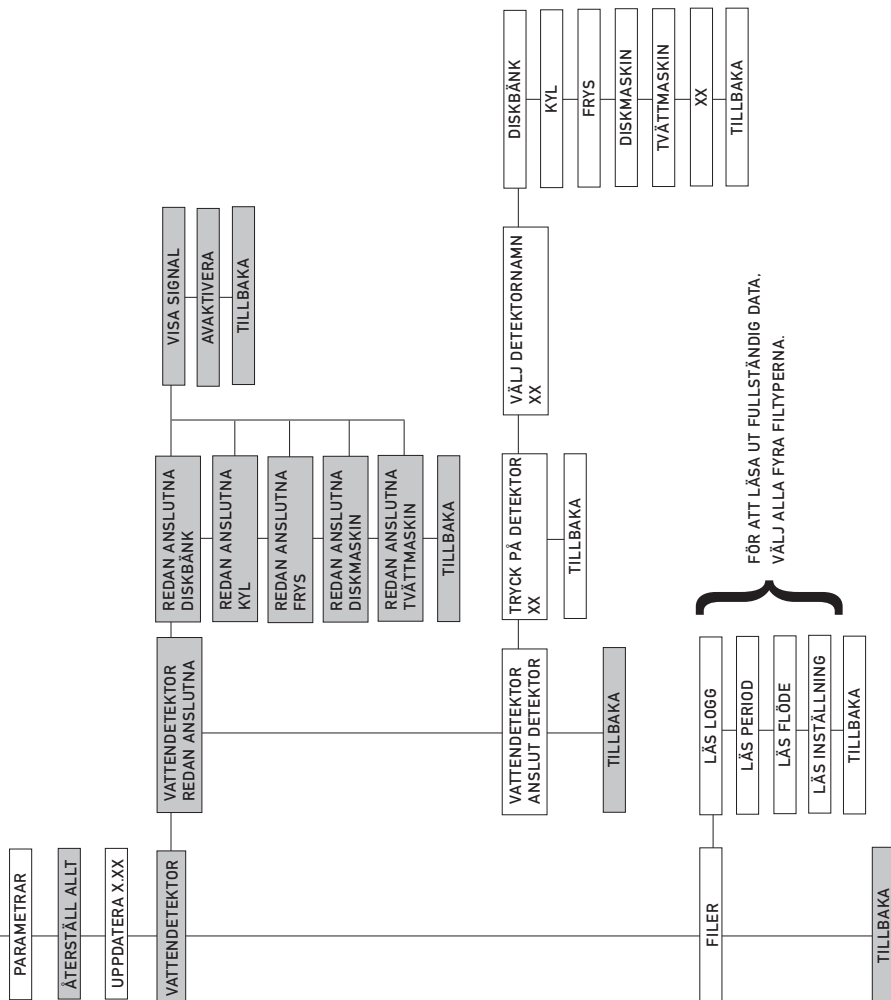 PARAMETRAR
ÅTERSTÄLL ALLT
UPPDATERA X.XX
VATTENDETEKTOR
VATTENDETEKTOR
REDAN ANSLUTNA
REDAN ANSLUTNA
DISKBÄNK
REDAN ANSLUTNA
KYL
REDAN ANSLUTNA
FRYS
REDAN ANSLUTNA
DISKMASKIN
REDAN ANSLUTNA
TVÄTTMASKIN
TILLBAKA
VISA SIGNAL
AVAKTIVERA
TILLBAKA
VATTENDETEKTOR
ANSLUT DETEKTOR
TILLBAKA
TRYCK PÅ DETEKTOR
XX
TILLBAKA
VÄLJ DETEKTORNAMN
XX
DISKBÄNK
KYL
FRYS
DISKMASKIN
TVÄTTMASKIN
XX
TILLBAKA
FILER
LÄS LOGG
LÄS PERIOD
LÄS FLÖDE
LÄS INSTÄLLNING
TILLBAKA
FÖR ATT LÄSA UT FULLSTÄNDIG DATA.
VÄLJ ALLA FYRA FILTYPERNA.
TILLBAKA